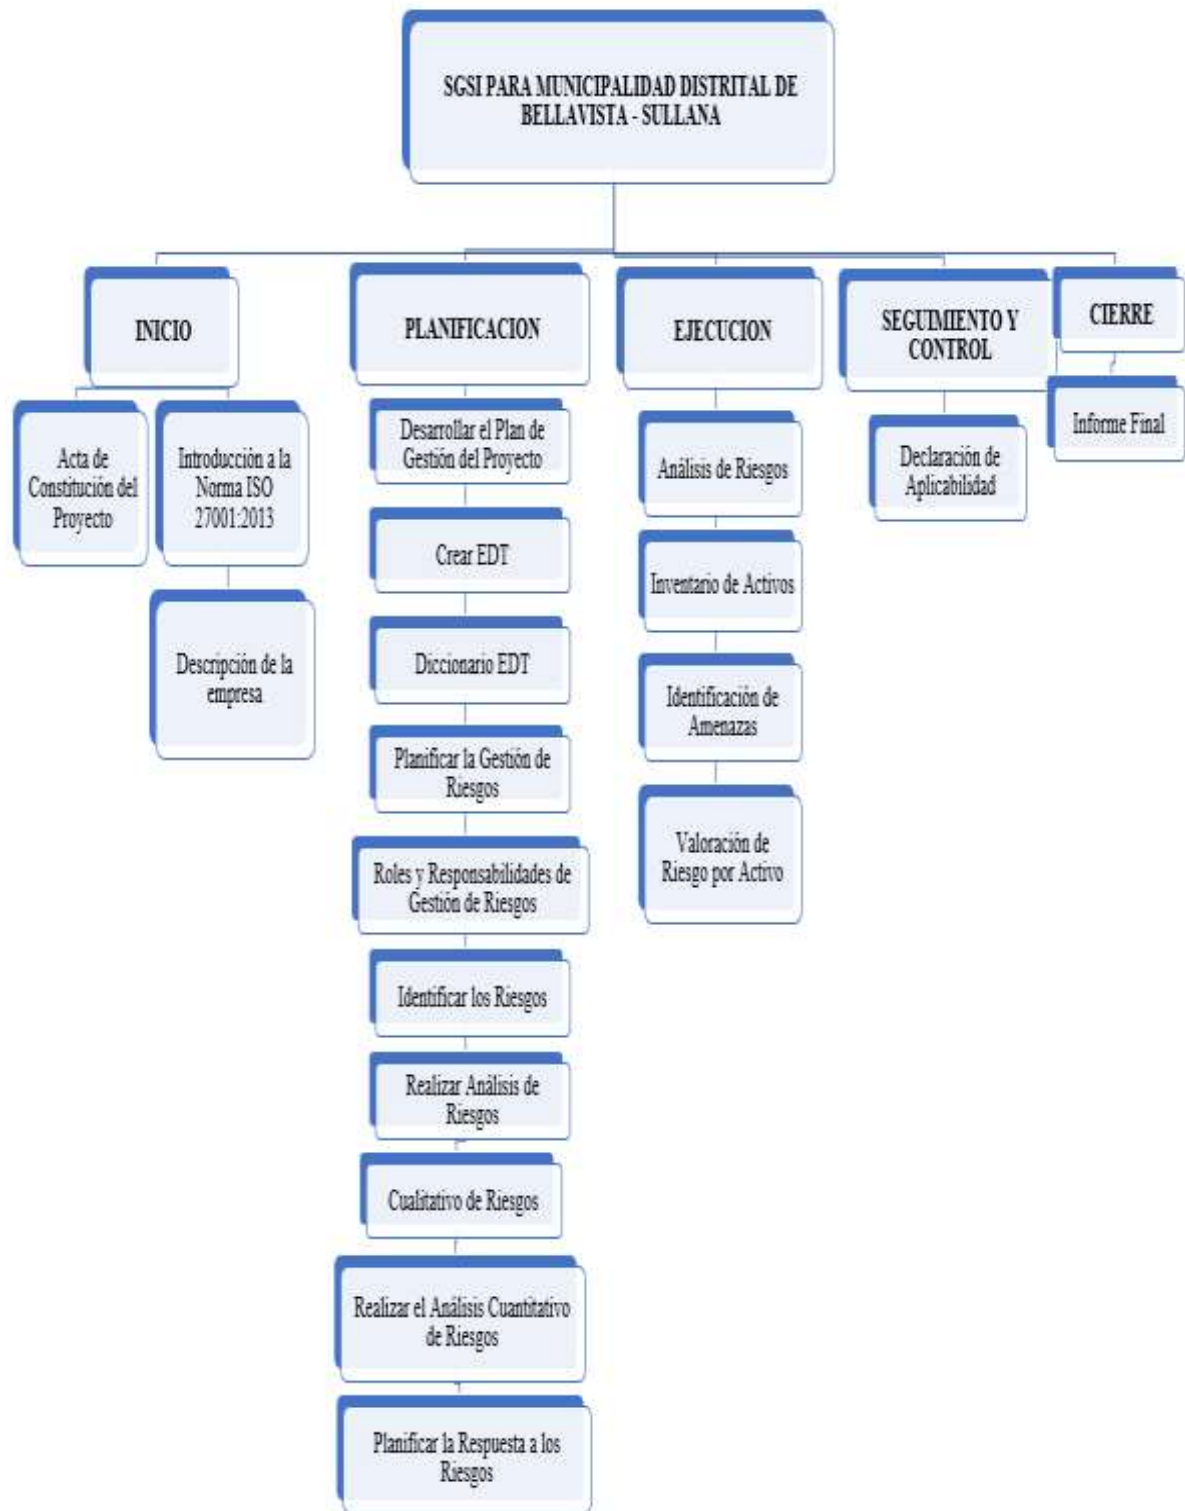 SGSI PARA MUNICIPALIDAD DISTRITAL DE
BELLAVISTA - SULLANA
INICIO
Acta de
Constitución del
Proyecto
Introducción a la
Norma ISO
27001:2013
Descripción de la
empresa
PLANIFICACION
Desarrollar el Plan de
Gestión del Proyecto
Crear EDT
Diccionario EDT
Planificar la Gestión de
Riesgos
Roles y Responsabilidades de
Gestión de Riesgos
Identificar los Riesgos
Realizar Análisis de
Riesgos
Cualitativo de Riesgos
Realizar el Análisis Cuantitativo
de Riesgos
Planificar la Respuesta a los
Riesgos
EJECUCION
Análisis de Riesgos
Inventario de Activos
Identificación de
Amenazas
Valoración de
Riesgo por Activo
SEGUIMIENTO Y
CONTROL
Declaración de
Aplicabilidad
CIERRE
Informe Final